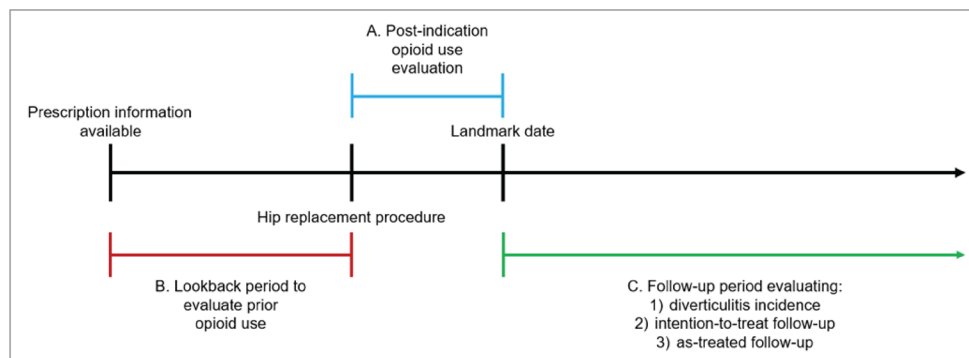 A. Post-indication
opioid use
evaluation
Prescription information
available
Landmark date
Hip replacement procedure
B. Lookback period to
evaluate prior
opioid use
C. Follow-up period evaluating:
1) diverticulitis incidence
2) intention-to-treat follow-up
3) as-treated follow-up